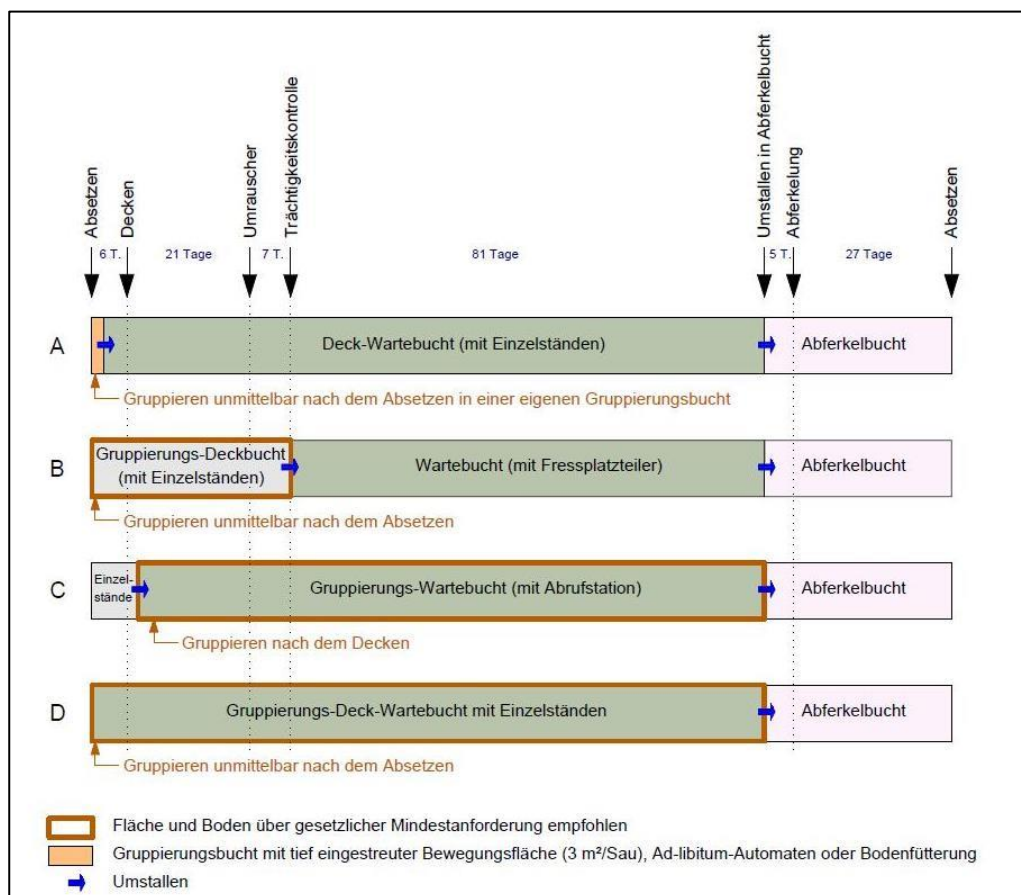 Absetzen
Decken
Umrauscher
Trächtigkeitskontrolle
Umstallen in Abferkelbucht
Abferkelung
Absetzen
6 T.
21 Tage
7 T.
81 Tage
5 T.
27 Tage
A
Deck-Wartebucht (mit Einzelständen)
Abferkelbucht
Gruppieren unmittelbar nach dem Absetzen in einer eigenen Gruppierungsbucht
B
Gruppierungs-Deckbucht
(mit Einzelständen)
Wartebucht (mit Fressplatzteiler)
Abferkelbucht
Gruppieren unmittelbar nach dem Absetzen
C
Einzel-
stände
Gruppierungs-Wartebucht (mit Abrufstation)
Abferkelbucht
Gruppieren nach dem Decken
D
Gruppierungs-Deck-Wartebucht mit Einzelständen
Abferkelbucht
Gruppieren unmittelbar nach dem Absetzen
Fläche und Boden über gesetzlicher Mindestanforderung empfohlen
Gruppierungsbucht mit tief eingestreuter Bewegungsfläche (3 m²/Sau), Ad-libitum-Automaten oder Bodenfütterung
Umstallen